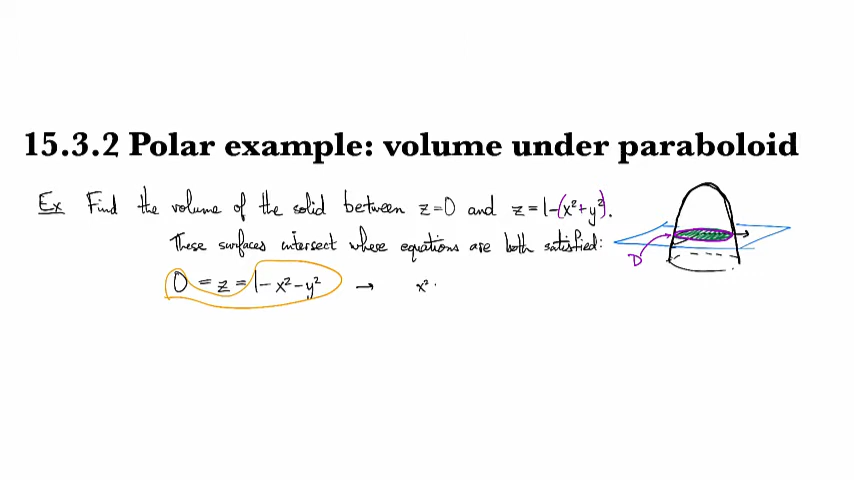 15.3.2 Polar example: volume under paraboloid
Ex Find the volume of the solid between z=0 and z=1-(x²+y²).
These surfaces intersect where equations are both satisfied:
D
0 = z = 1-x²-y² → x²